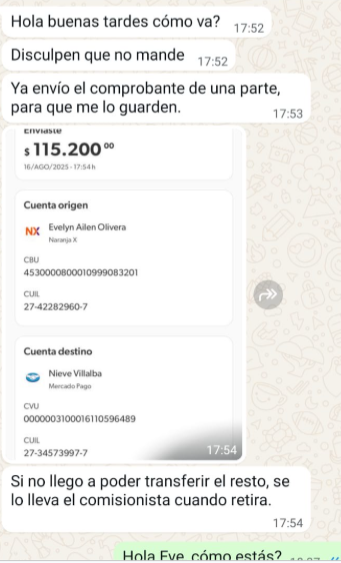 Hola buenas tardes cómo va?
17:52
Disculpen que no mande
17:52
Ya envío el comprobante de una parte,
para que me lo guarden.
17:53
Enviaste
$ 115.200 00
16/AGO/2025 - 17:54 h
Cuenta origen
NX
Evelyn Ailen Olivera
Naranja X
CBU
4530000800010999083201
CUIL
27-42282960-7
Cuenta destino
Nieve Villalba
Mercado Pago
CVU
0000003100016110596489
CUIL
27-34573997-7
17:54
Si no llego a poder transferir el resto, se
lo lleva el comisionista cuando retira.
17:54
Hola Eve, cómo estás?